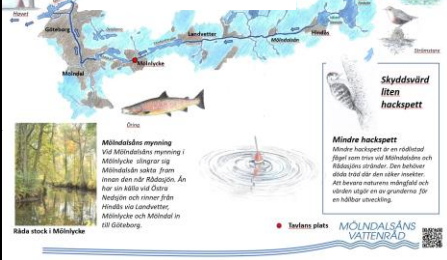 Havet
Göteborg
Mölndal
Mölnlycke
Landvetter
Mölndalsån
Hindås
Strömstare
Öring
Skyddsvärd
liten
hackspett
Mölndalsåns mynning
Vid Mölndalsåns mynning i
Mölnlycke slingrar sig
Mölndalsån sakta fram
innan den når Rådasjön. Ån
har sin källa vid Östra
Nedsjön och rinner från
Hindås via Landvetter,
Mölnlycke och Mölndal in
till Göteborg.
Mindre hackspett
Mindre hackspett är en rödlistad
fågel som trivs vid Mölndalsåns och
Rådasjöns stränder. Den behöver
döda träd där den söker insekter.
Att bevara naturens mångfald och
värden utgör en av grunderna för
en hållbar utveckling.
Råda stock i Mölnlycke
Tavlans plats
MÖLNDALSÅNS
VATTENRÅD